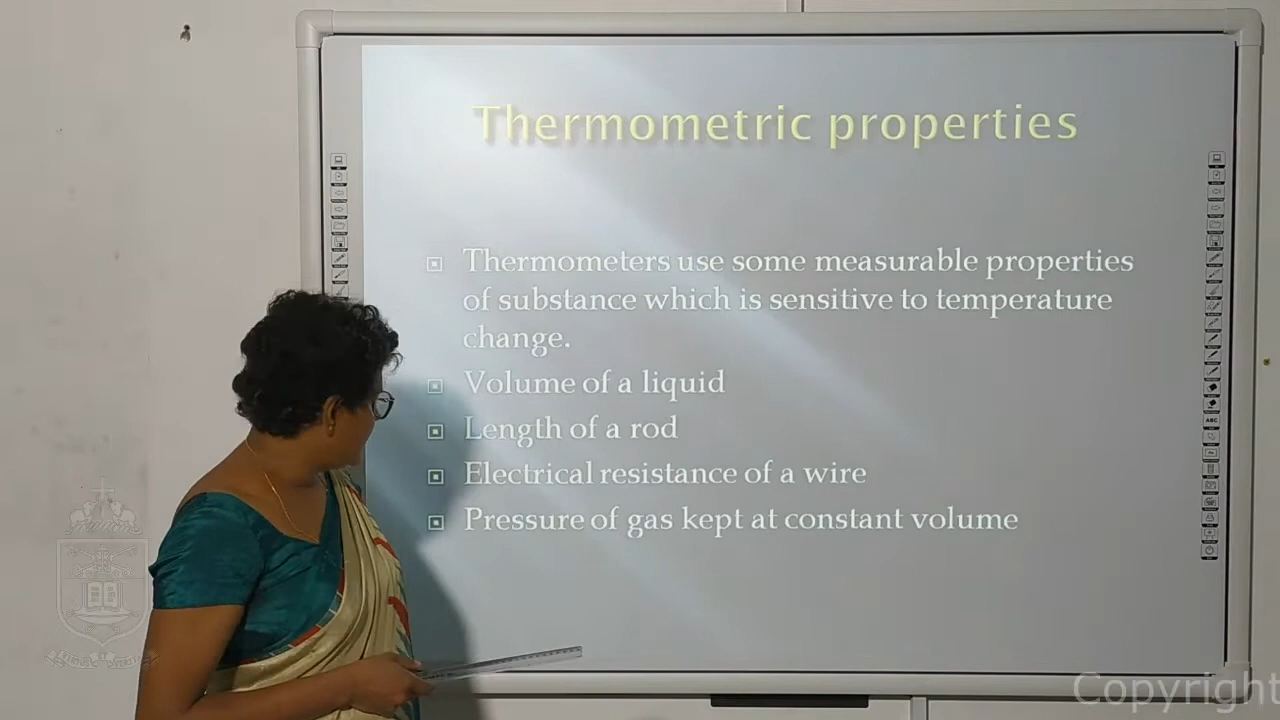 Thermometric properties
Thermometers use some measurable properties
of substance which is sensitive to temperature
change.
Volume of a liquid
Length of a rod
Electrical resistance of a wire
Pressure of gas kept at constant volume
ABC
Copyright